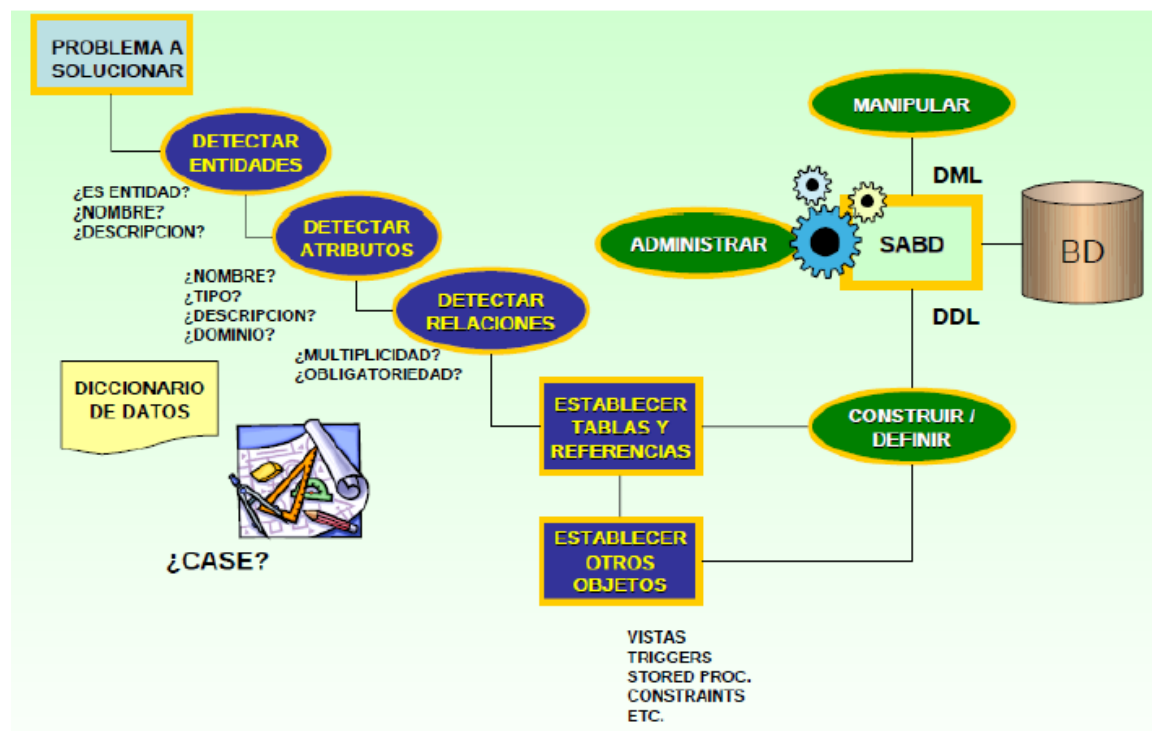 PROBLEMA A
SOLUCIONAR
DETECTAR
ENTIDADES
¿ES ENTIDAD?
¿NOMBRE?
¿DESCRIPCION?
DETECTAR
ATRIBUTOS
¿NOMBRE?
¿TIPO?
¿DESCRIPCION?
¿DOMINIO?
DETECTAR
RELACIONES
¿MULTIPLICIDAD?
¿OBLIGATORIEDAD?
DICCIONARIO
DE DATOS
¿CASE?
ESTABLECER
TABLAS Y
REFERENCIAS
ESTABLECER
OTROS
OBJETOS
VISTAS
TRIGGERS
STORED PROC.
CONSTRAINTS
ETC.
MANIPULAR
DML
ADMINISTRAR
SABD
BD
DDL
CONSTRUIR /
DEFINIR